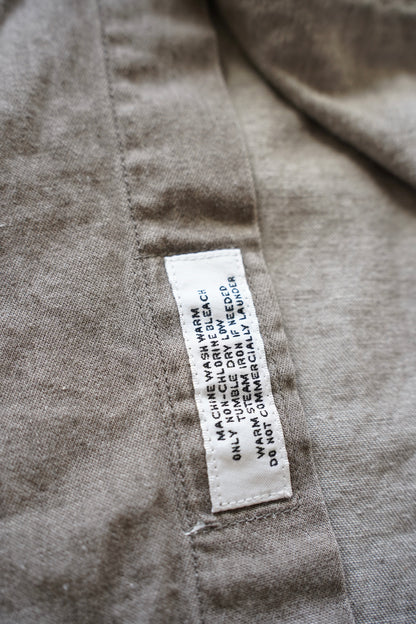 MACHINE WASH WARM
NON-CHLORINE BLEACH
ONLY TUMBLE DRY LOW
WARM STEAM IRON IF NEEDED
DO NOT COMMERCIALLY LAUNDER